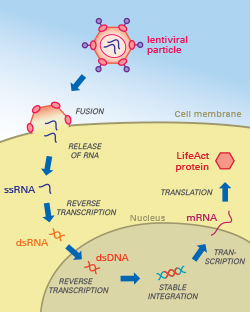 lentiviral
particle
FUSION
Cell membrane
RELEASE
OF RNA
LifeAct
protein
ssRNA
TRANSLATION
REVERSE
TRANSCRIPTION
mRNA
Nucleus
dsRNA
dsDNA
TRAN-
SCRIPTION
REVERSE
TRANSCRIPTION
STABLE
INTEGRATION